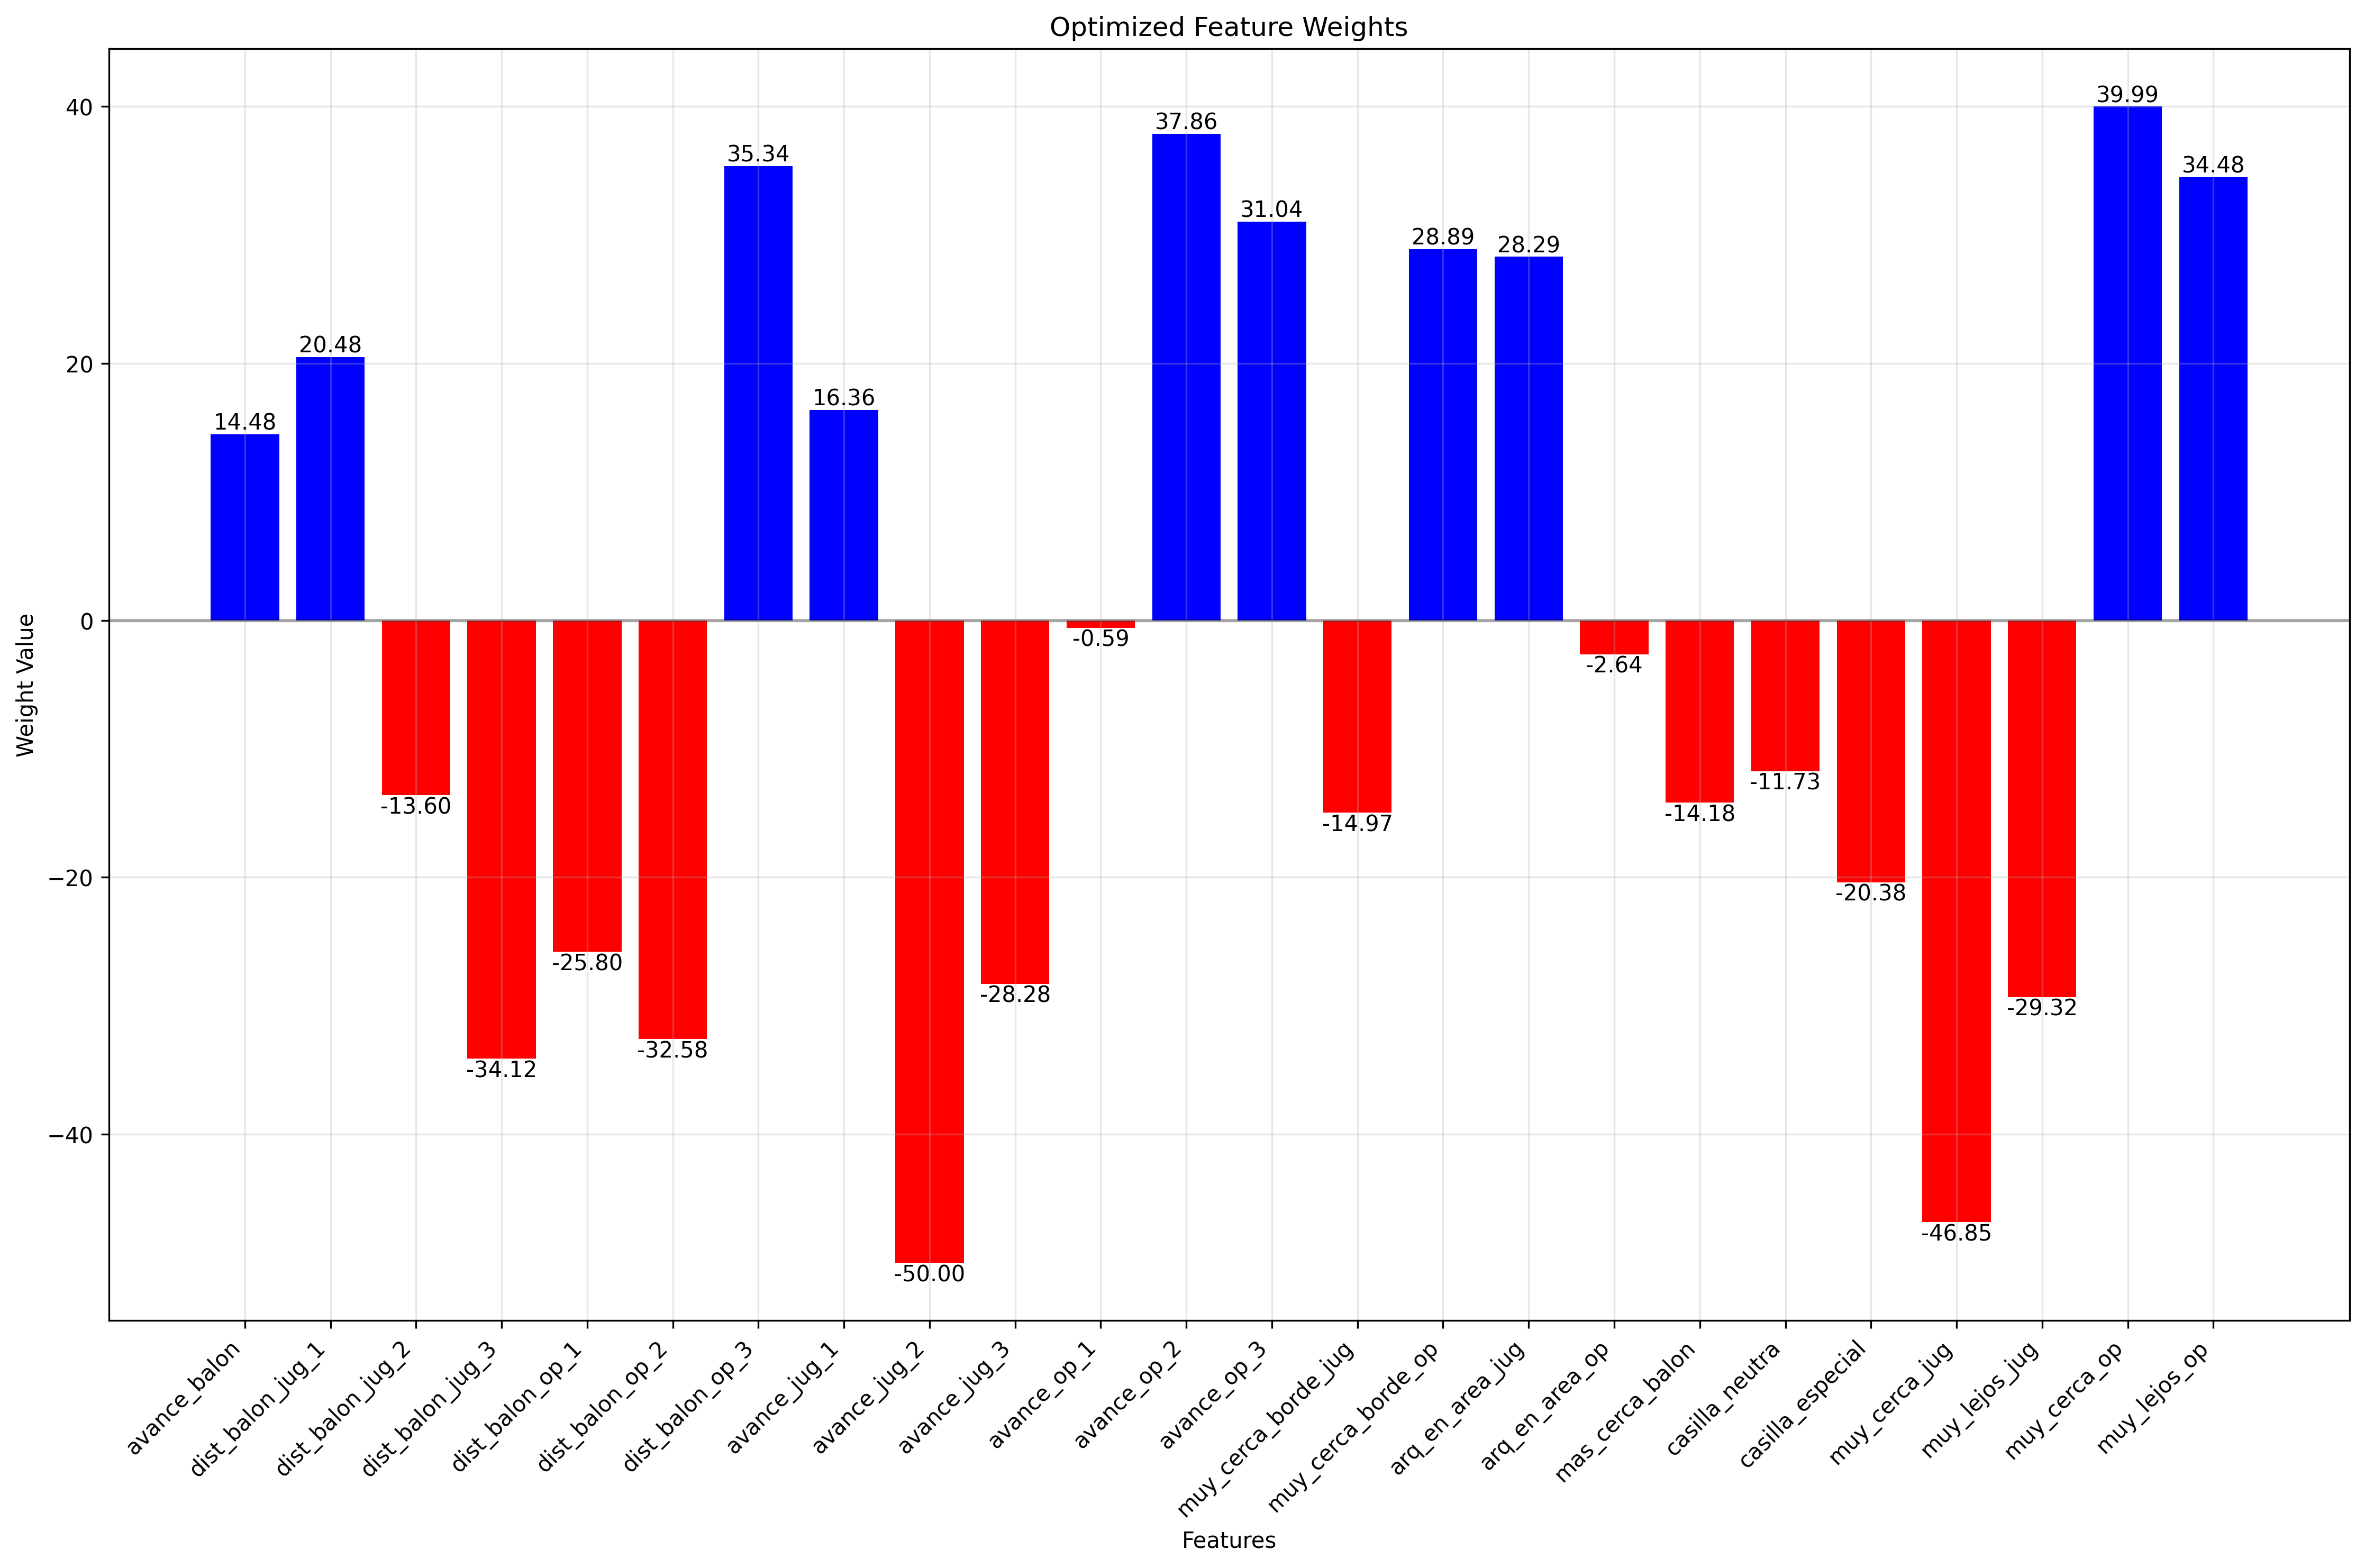 Optimized Feature Weights
Weight Value
40
20
0
−20
−40
14.48
20.48
-13.60
-34.12
-25.80
-32.58
35.34
16.36
-50.00
-28.28
-0.59
37.86
31.04
-14.97
28.89
28.29
-2.64
-14.18
-11.73
-20.38
-46.85
-29.32
39.99
34.48
avance_balon
dist_balon_jug_1
dist_balon_jug_2
dist_balon_jug_3
dist_balon_op_1
dist_balon_op_2
dist_balon_op_3
avance_jug_1
avance_jug_2
avance_jug_3
avance_op_1
avance_op_2
avance_op_3
muy_cerca_borde_jug
muy_cerca_borde_op
arq_en_area_jug
arq_en_area_op
mas_cerca_balon
casilla_neutra
casilla_especial
muy_cerca_jug
muy_lejos_jug
muy_cerca_op
muy_lejos_op
Features